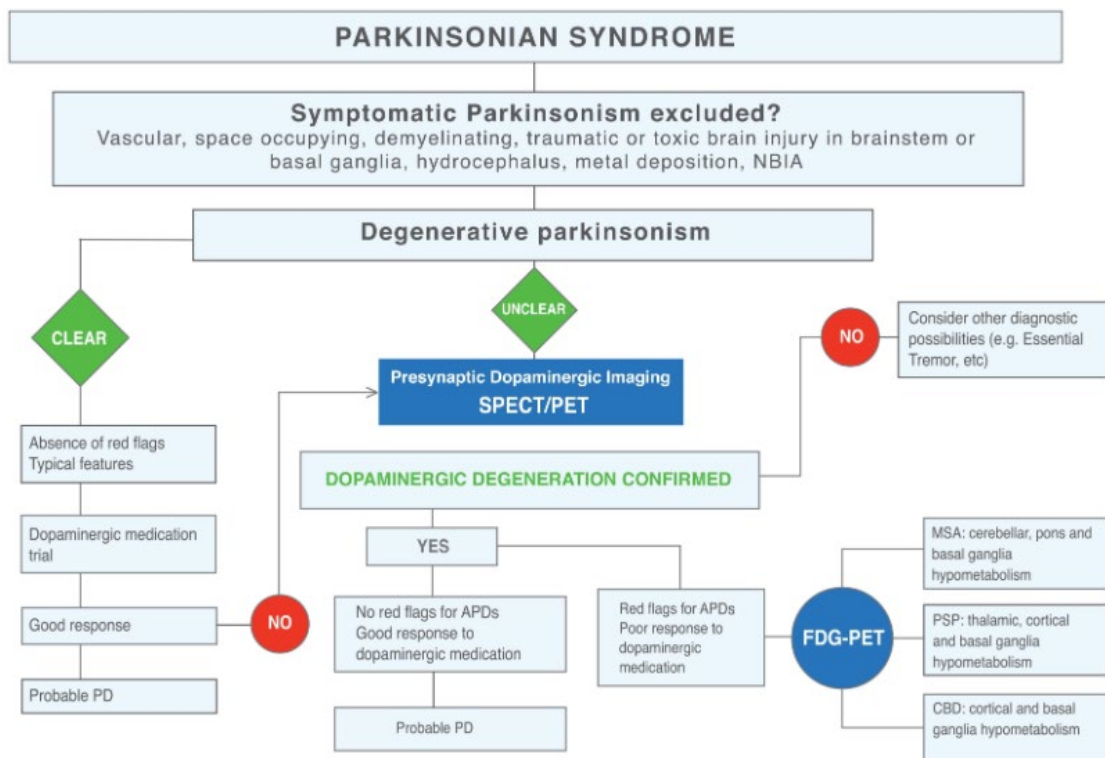 PARKINSONIAN SYNDROME
Symptomatic Parkinsonism excluded?
Vascular, space occupying, demyelinating, traumatic or toxic brain injury in brainstem or
basal ganglia, hydrocephalus, metal deposition, NBIA
Degenerative parkinsonism
CLEAR
UNCLEAR
NO
Consider other diagnostic
possibilities (e.g. Essential
Tremor, etc)
Presynaptic Dopaminergic Imaging
SPECT/PET
Absence of red flags
Typical features
DOPAMINERGIC DEGENERATION CONFIRMED
Dopaminergic medication
trial
YES
MSA: cerebellar, pons and
basal ganglia
hypometabolism
Good response
NO
No red flags for APDs
Good response to
dopaminergic medication
Red flags for APDs
Poor response to
dopaminergic
medication
FDG-PET
PSP: thalamic, cortical
and basal ganglia
hypometabolism
Probable PD
Probable PD
CBD: cortical and basal
ganglia hypometabolism